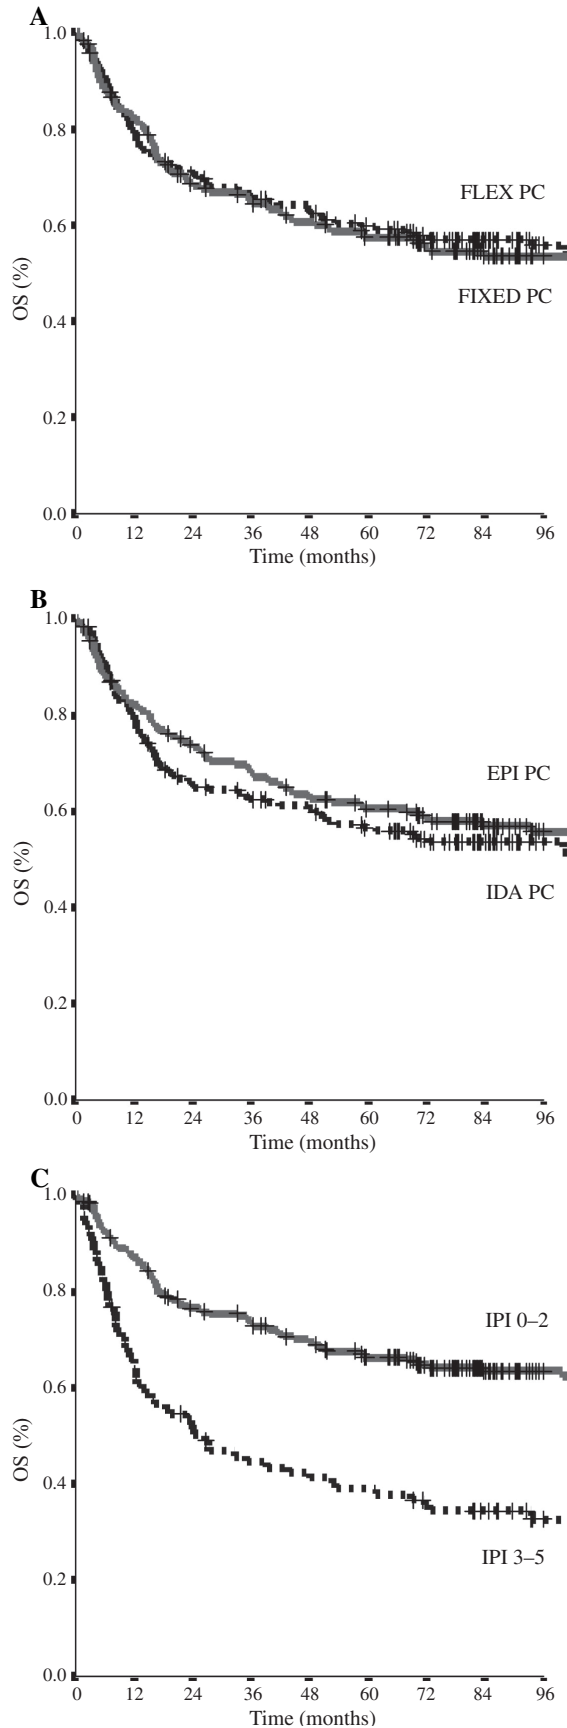 A
1.0
0.8
0.6
0.4
0.2
0.0
OS (%)
FLEX PC
FIXED PC
0 12 24 36 48 60 72 84 96
Time (months)
B
1.0
0.8
0.6
0.4
0.2
0.0
OS (%)
EPI PC
IDA PC
0 12 24 36 48 60 72 84 96
Time (months)
C
1.0
0.8
0.6
0.4
0.2
0.0
OS (%)
IPI 0–2
IPI 3–5
0 12 24 36 48 60 72 84 96
Time (months)